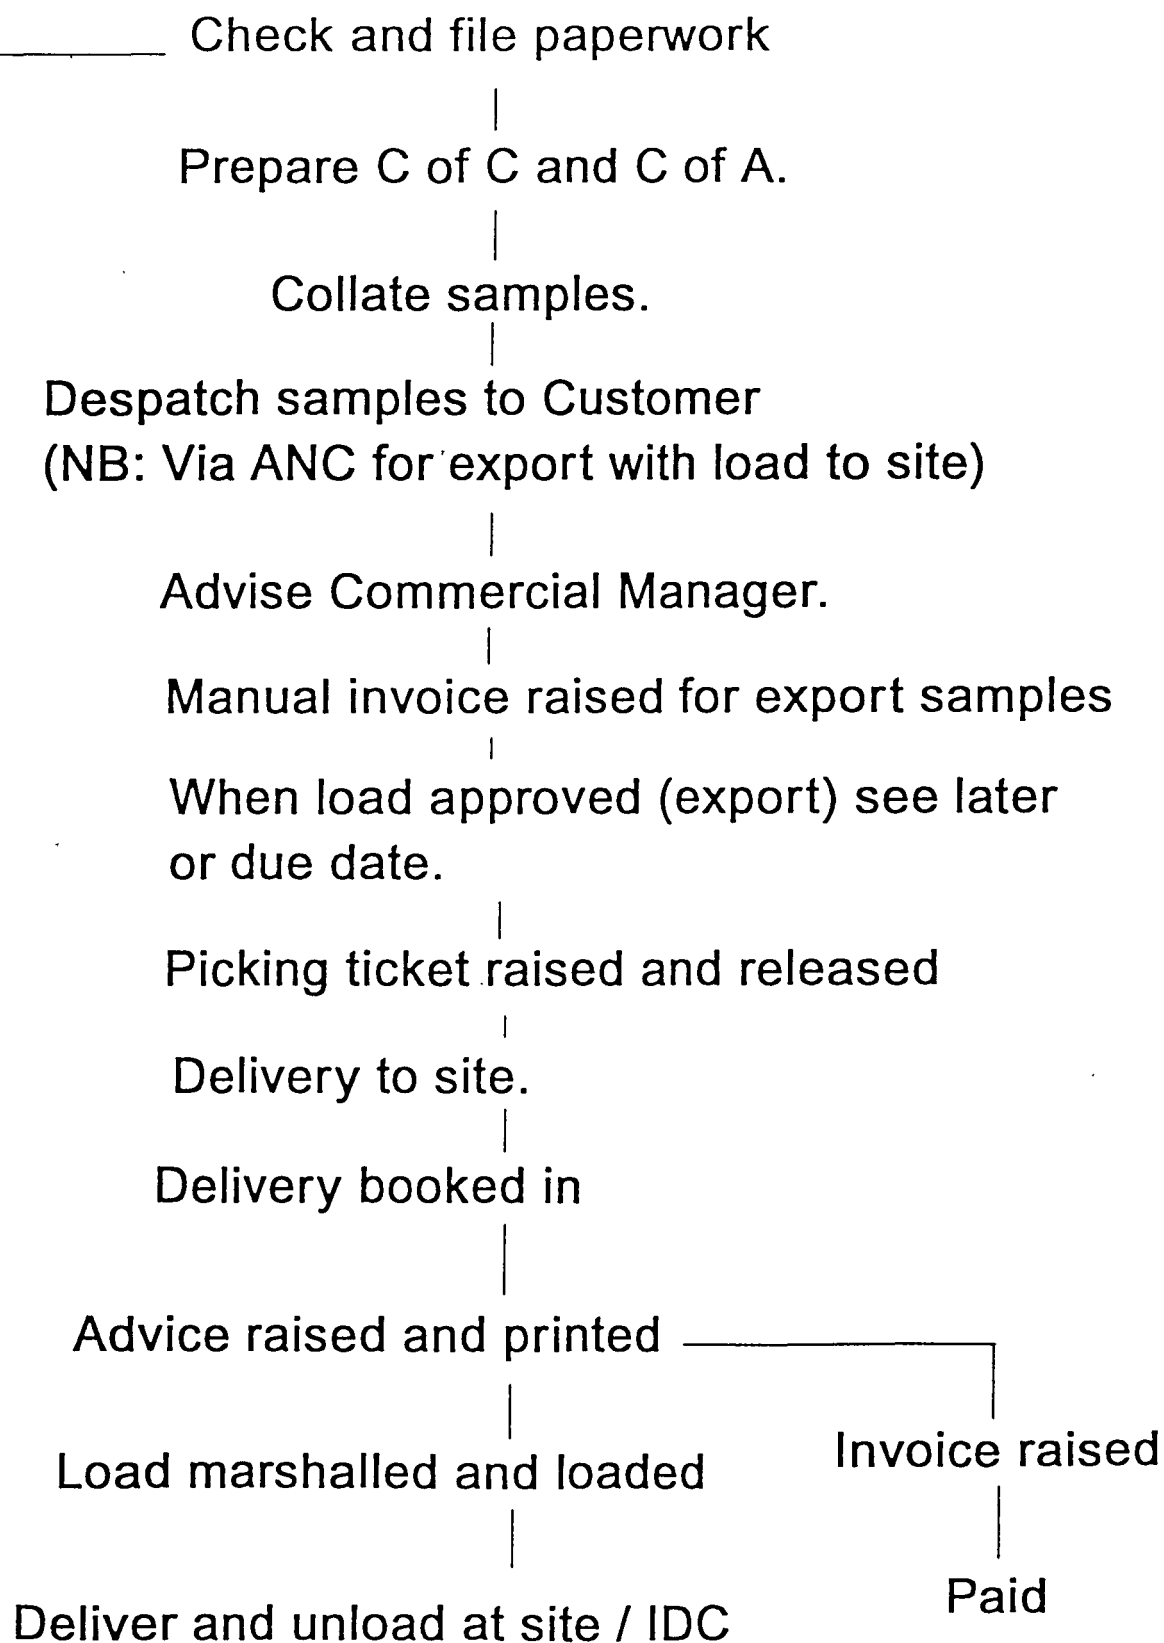 Check and file paperwork
Prepare C of C and C of A.
Collate samples.
Despatch samples to Customer
(NB: Via ANC for export with load to site)
Advise Commercial Manager.
Manual invoice raised for export samples
When load approved (export) see later
or due date.
Picking ticket raised and released
Delivery to site.
Delivery booked in
Advice raised and printed
Invoice raised
Load marshalled and loaded
Paid
Deliver and unload at site / IDC